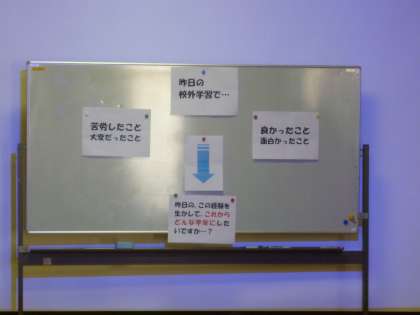 昨日の
校外学習で…
苦労したこと
大変だったこと
良かったこと
面白かったこと
昨日の、この経験を
生かして、これから
どんな学年にした
いですか…？